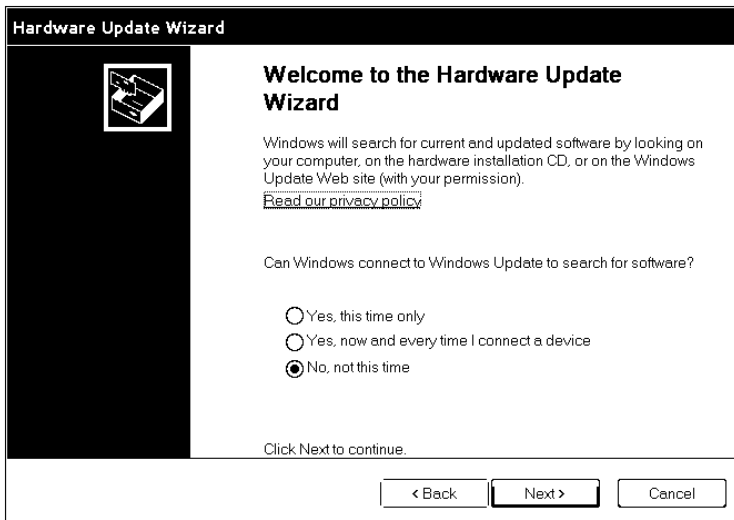 Hardware Update Wizard
Welcome to the Hardware Update
Wizard
Windows will search for current and updated software by looking on
your computer, on the hardware installation CD, or on the Windows
Update Web site (with your permission).
Read our privacy policy
Can Windows connect to Windows Update to search for software?
Yes, this time only
Yes, now and every time I connect a device
No, not this time
Click Next to continue.
< Back Next > Cancel